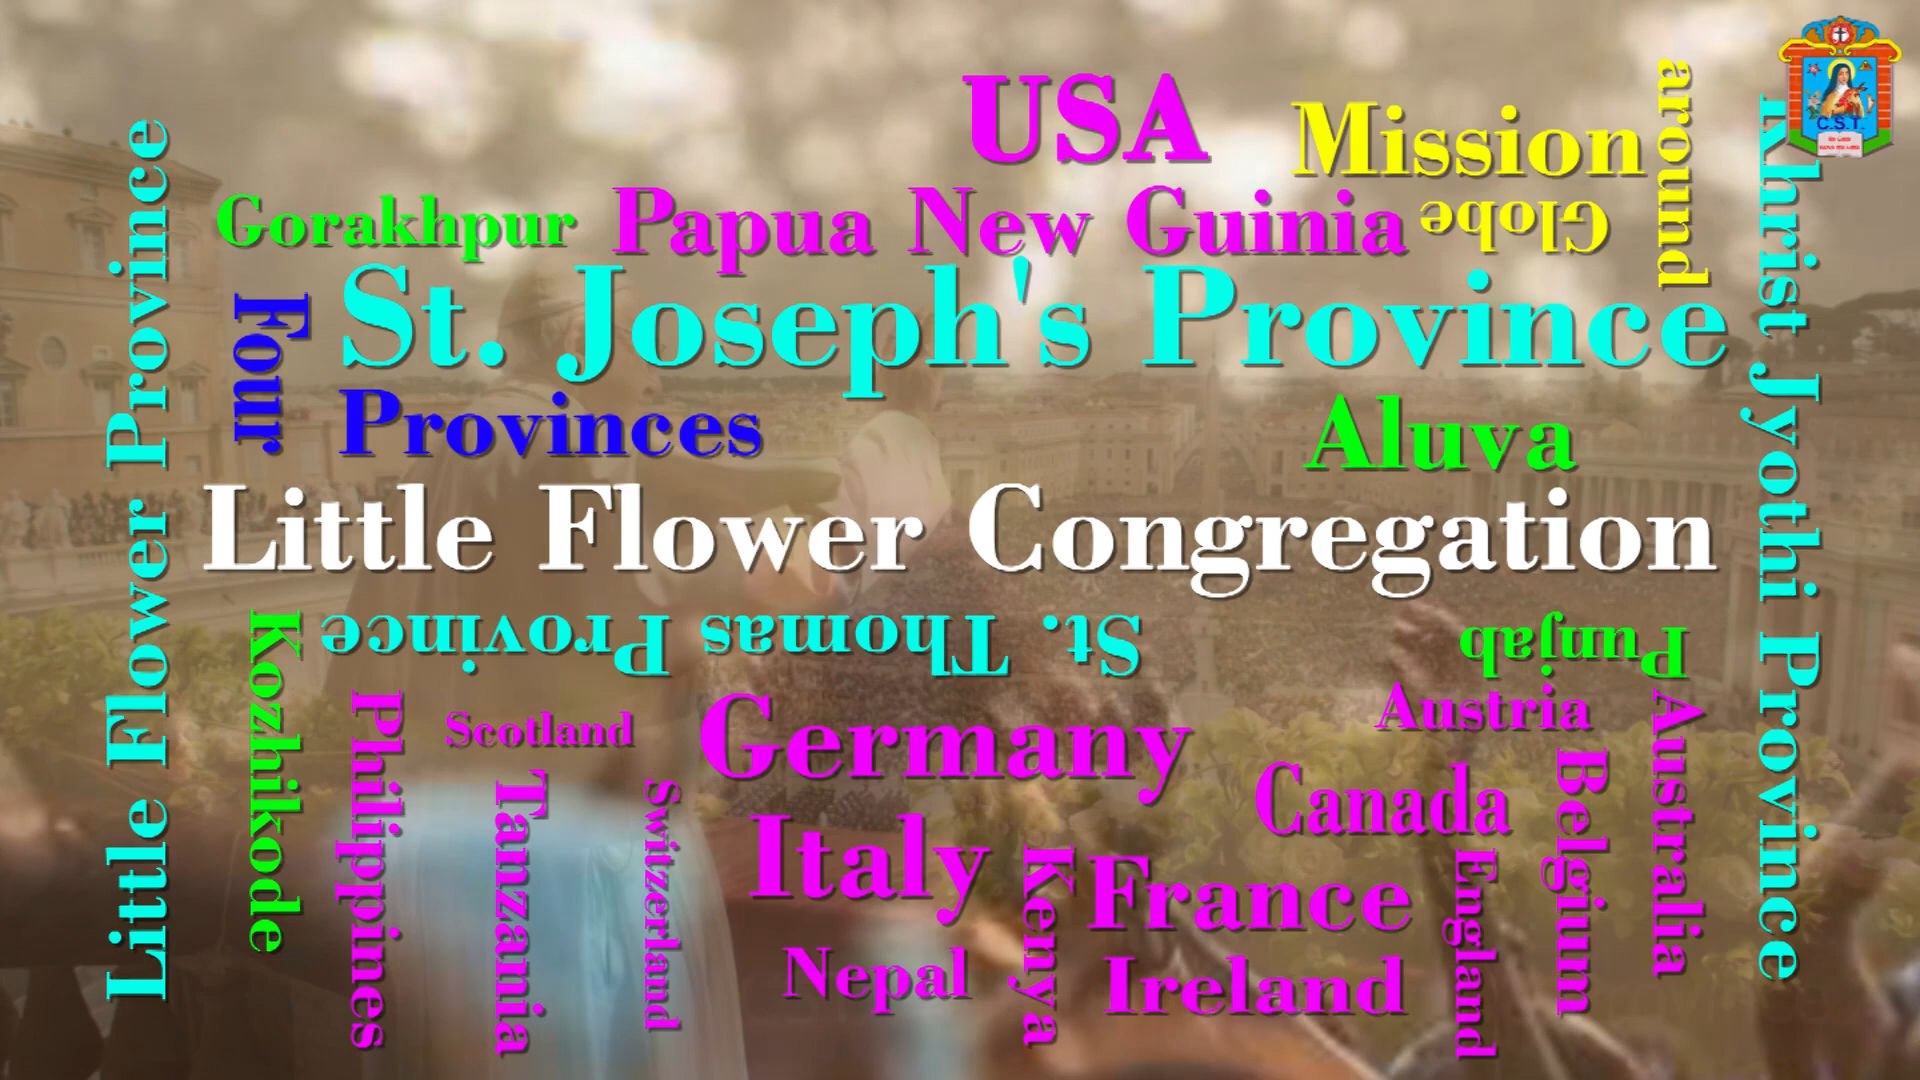 USA
Mission
around
Globe
Gorakhpur
Papua New Guinia
St. Joseph's Province
Four
Provinces
Aluva
Little Flower Province
Khrist Jyothi Province
Little Flower Congregation
St. Thomas Province
Punjab
Kozhikode
Philippines
Scotland
Tanzania
Switzerland
Germany
Austria
Australia
Canada
Belgium
Italy
Kenya
France
England
Nepal
Ireland
C.S.T.